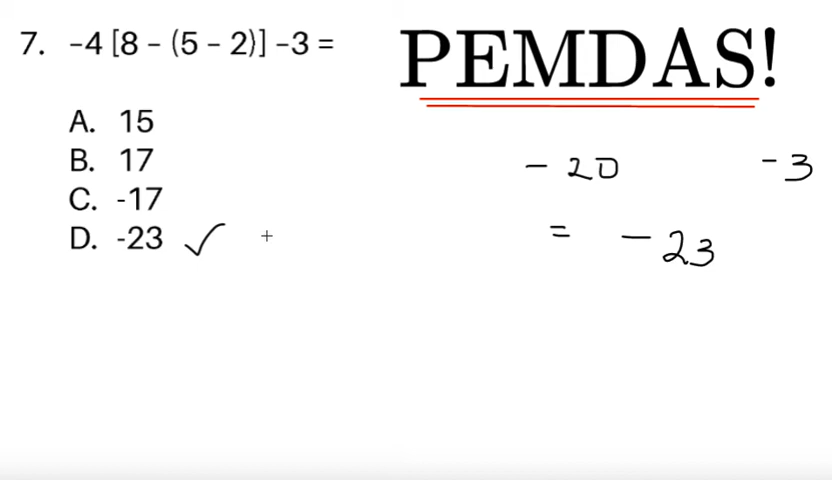 7. -4 [8 - (5 - 2)] -3 =
PEMDAS!
A. 15
B. 17
C. -17
D. -23 ✓
- 20 - 3
= - 23